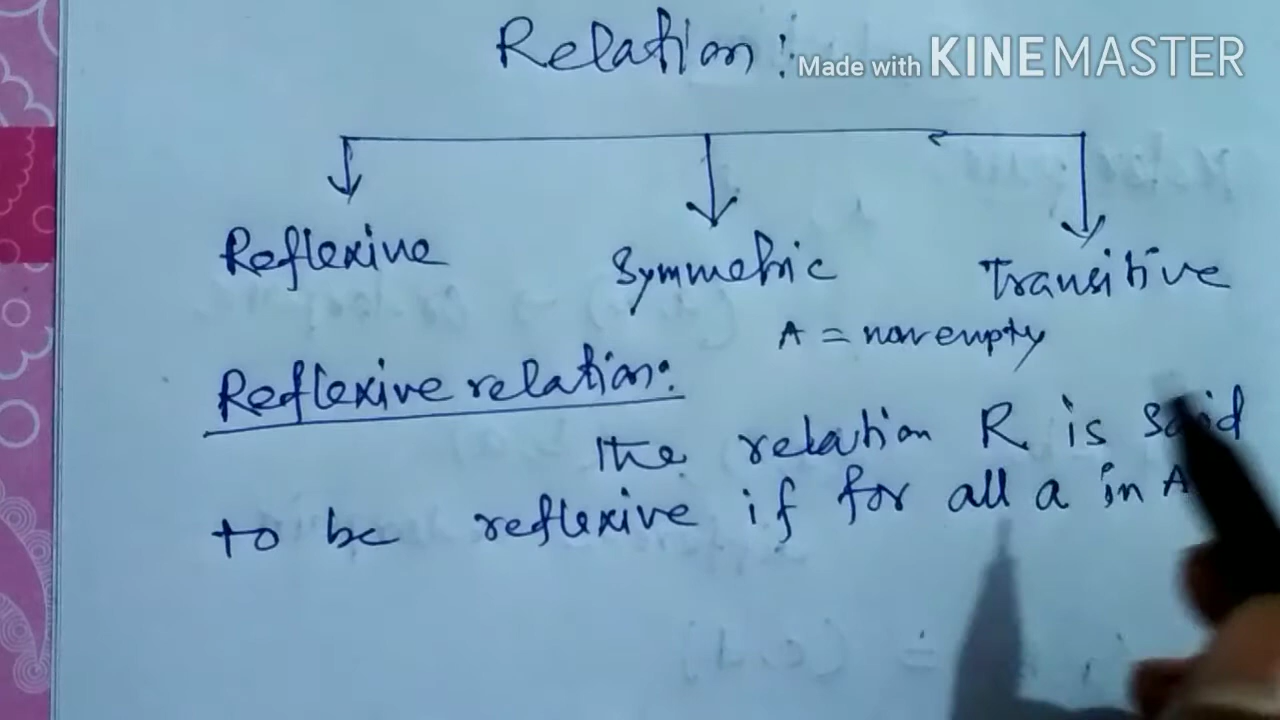 Relation:
Made with KINEMASTER
Reflexive
Symmetric
Transitive
A = nonempty
Reflexive relation:
The relation R is said
to be reflexive if for all a in A